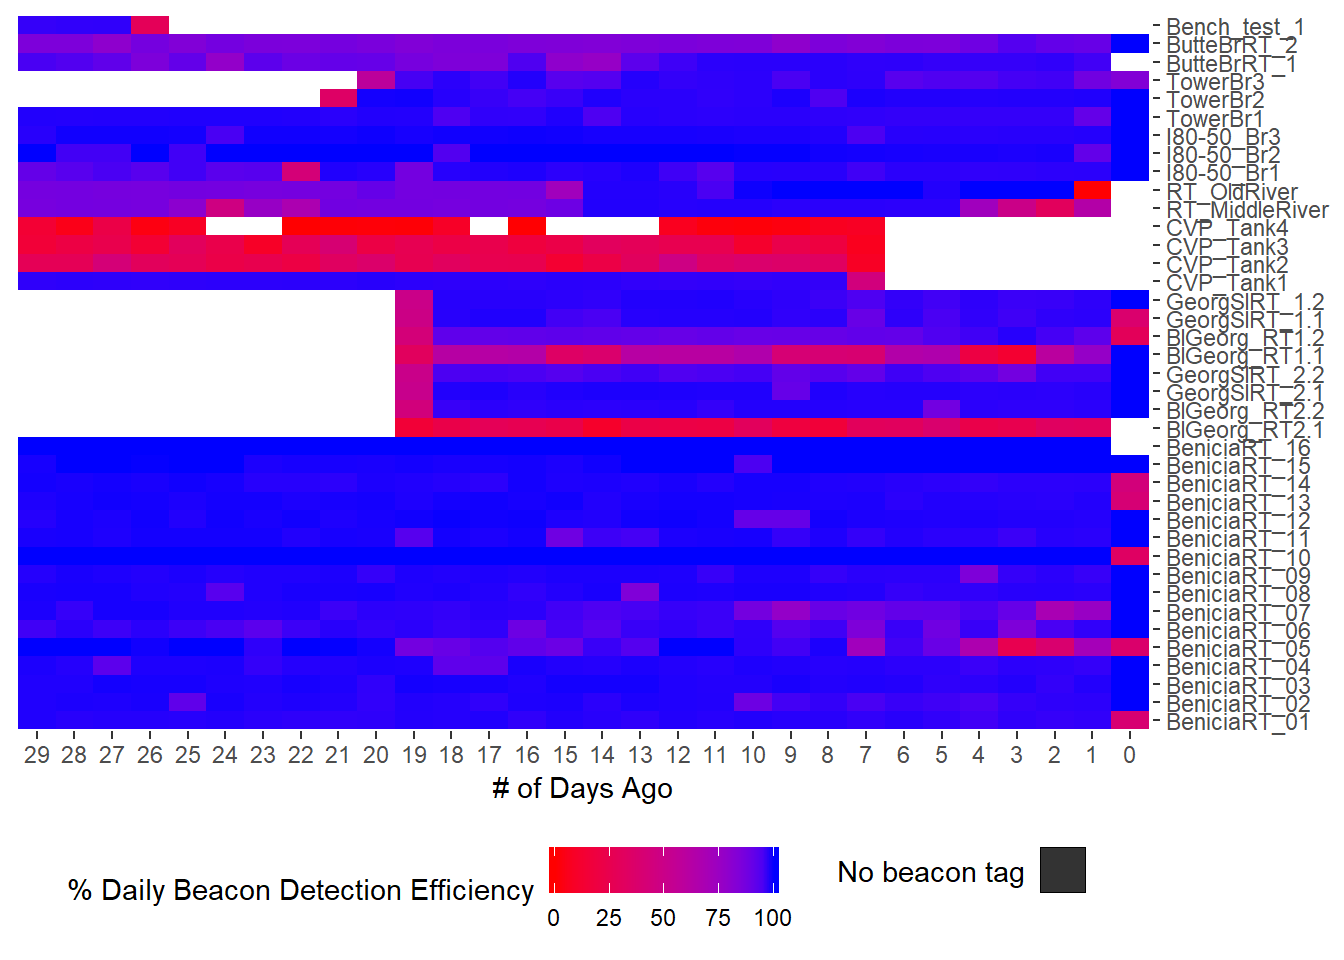 Bench_test_1
ButteBrRT_2
ButteBrRT_1
TowerBr3
TowerBr2
TowerBr1
I80-50_Br3
I80-50_Br2
I80-50_Br1
RT_OldRiver
RT_MiddleRiver
CVP_Tank4
CVP_Tank3
CVP_Tank2
CVP_Tank1
GeorgSlRT_1.2
GeorgSlRT_1.1
BlGeorg_RT1.2
BlGeorg_RT1.1
GeorgSlRT_2.2
GeorgSlRT_2.1
BlGeorg_RT2.2
BlGeorg_RT2.1
BeniciaRT_16
BeniciaRT_15
BeniciaRT_14
BeniciaRT_13
BeniciaRT_12
BeniciaRT_11
BeniciaRT_10
BeniciaRT_09
BeniciaRT_08
BeniciaRT_07
BeniciaRT_06
BeniciaRT_05
BeniciaRT_04
BeniciaRT_03
BeniciaRT_02
BeniciaRT_01
29 28 27 26 25 24 23 22 21 20 19 18 17 16 15 14 13 12 11 10 9 8 7 6 5 4 3 2 1 0
# of Days Ago
% Daily Beacon Detection Efficiency
0 25 50 75 100
No beacon tag